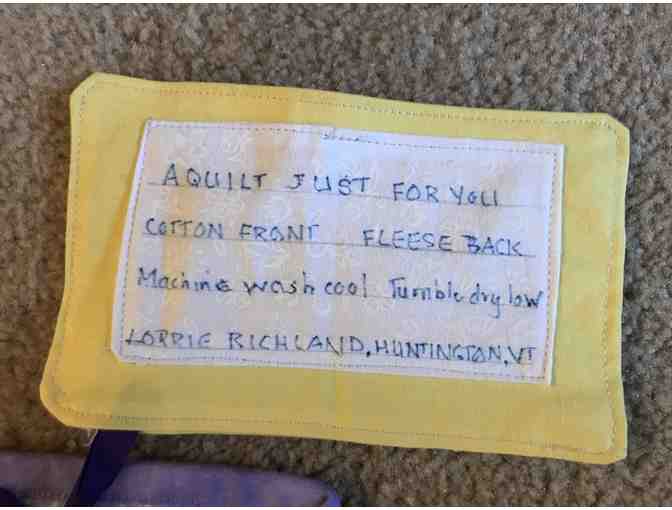 A QUILT JUST FOR YOU
COTTON FRONT FLEESE BACK
Machine wash cool Tumble dry low
LORRIE RICHLAND, HUNTINGTON, VT